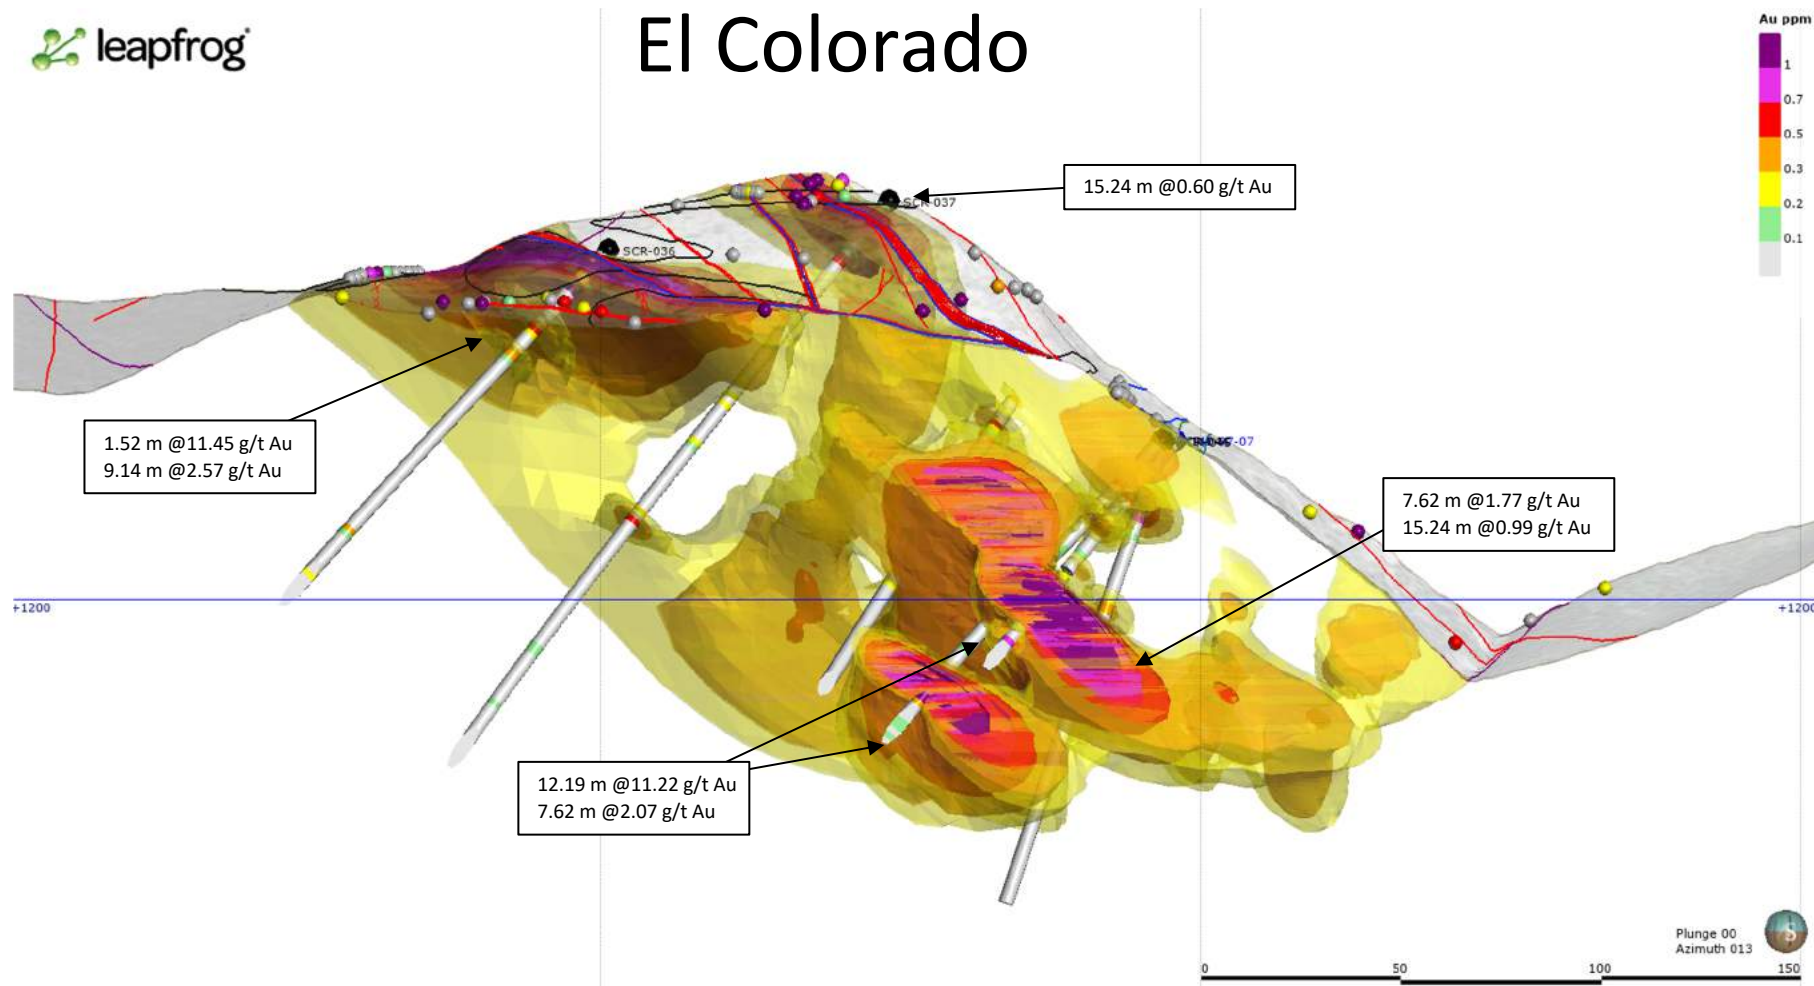 leapfrog
El Colorado
Au ppm
1
0.7
0.5
0.3
0.2
0.1
15.24 m @0.60 g/t Au
SCR-037
SCR-036
1.52 m @11.45 g/t Au
9.14 m @2.57 g/t Au
7.62 m @1.77 g/t Au
15.24 m @0.99 g/t Au
+1200
+1200
12.19 m @11.22 g/t Au
7.62 m @2.07 g/t Au
Plunge 00
Azimuth 013
S
0
50
100
150